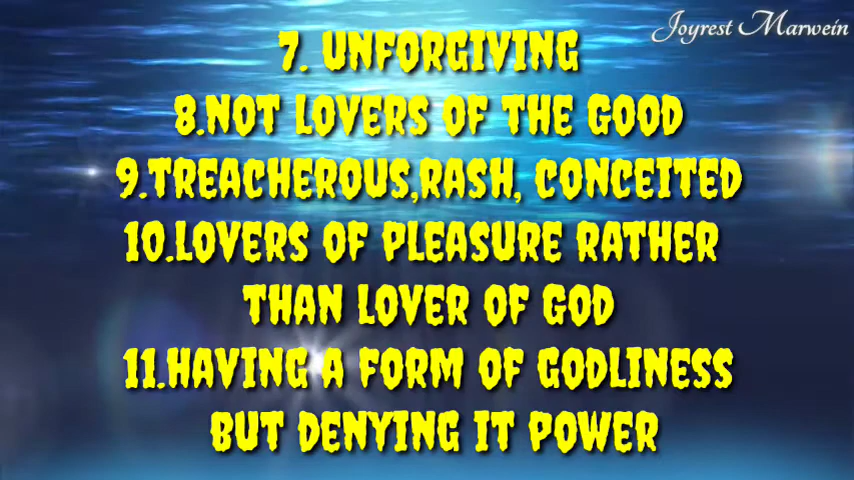 Joyrest Marwein
7. UNFORGIVING
8.NOT LOVERS OF THE GOOD
9.TREACHEROUS,RASH, CONCEITED
10.LOVERS OF PLEASURE RATHER
THAN LOVER OF GOD
11.HAVING A FORM OF GODLINESS
BUT DENYING IT POWER